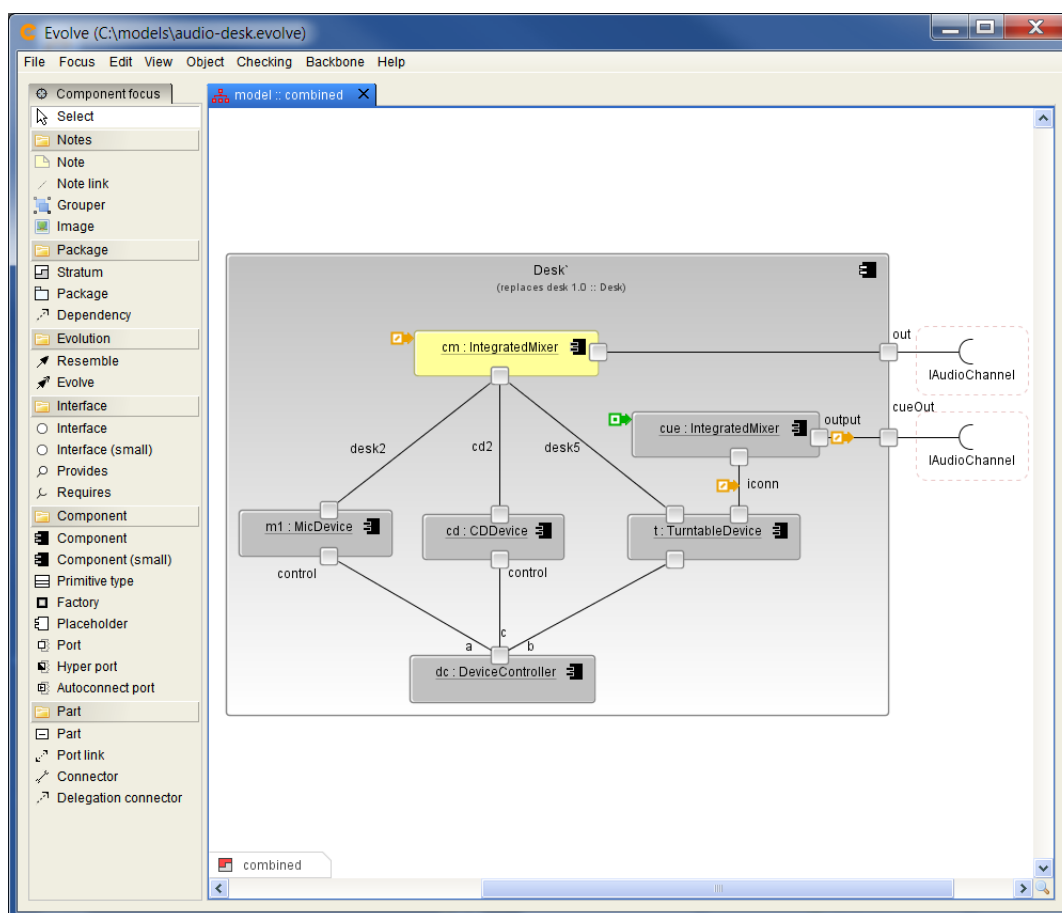 Evolve (C:\models\audio-desk.evolve)
File Focus Edit View Object Checking Backbone Help
Component focus
Select
Notes
Note
Note link
Grouper
Image
Package
Stratum
Package
Dependency
Evolution
Resemble
Evolve
Interface
Interface
Interface (small)
Provides
Requires
Component
Component
Component (small)
Primitive type
Factory
Placeholder
Port
Hyper port
Autoconnect port
Part
Part
Port link
Connector
Delegation connector
model :: combined
Desk`
(replaces desk 1.0 :: Desk)
cm : IntegratedMixer
out
IAudioChannel
cue : IntegratedMixer
output
cueOut
IAudioChannel
desk2
cd2
desk5
iconn
m1 : MicDevice
cd : CDDevice
t : TurntableDevice
control
control
a
c
b
dc : DeviceController
combined